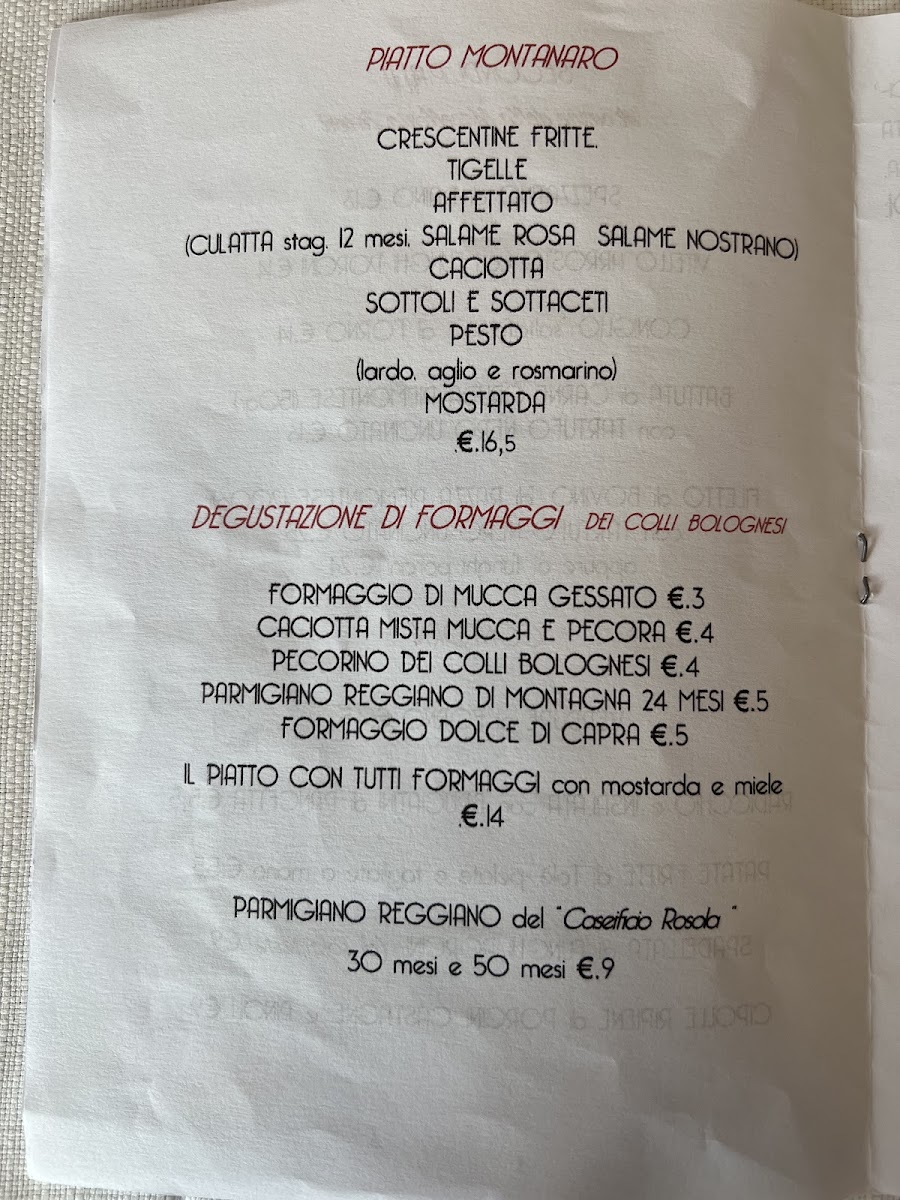 PIATTO MONTANARO
CRESCENTINE FRITTE,
TIGELLE
AFFETTATO
(CULATTA stag. 12 mesi, SALAME ROSA SALAME NOSTRANO)
CACIOTTA
SOTTOLI E SOTTACETI
PESTO
(lardo, aglio e rosmarino)
MOSTARDA
.€.16,5
DEGUSTAZIONE DI FORMAGGI DEI COLLI BOLOGNESI
FORMAGGIO DI MUCCA GESSATO €.3
CACIOTTA MISTA MUCCA E PECORA €.4
PECORINO DEI COLLI BOLOGNESI €.4
PARMIGIANO REGGIANO DI MONTAGNA 24 MESI €.5
FORMAGGIO DOLCE DI CAPRA €.5
IL PIATTO CON TUTTI FORMAGGI con mostarda e miele
.€.14
PARMIGIANO REGGIANO del "Caseificio Rosola"
30 mesi e 50 mesi €.9